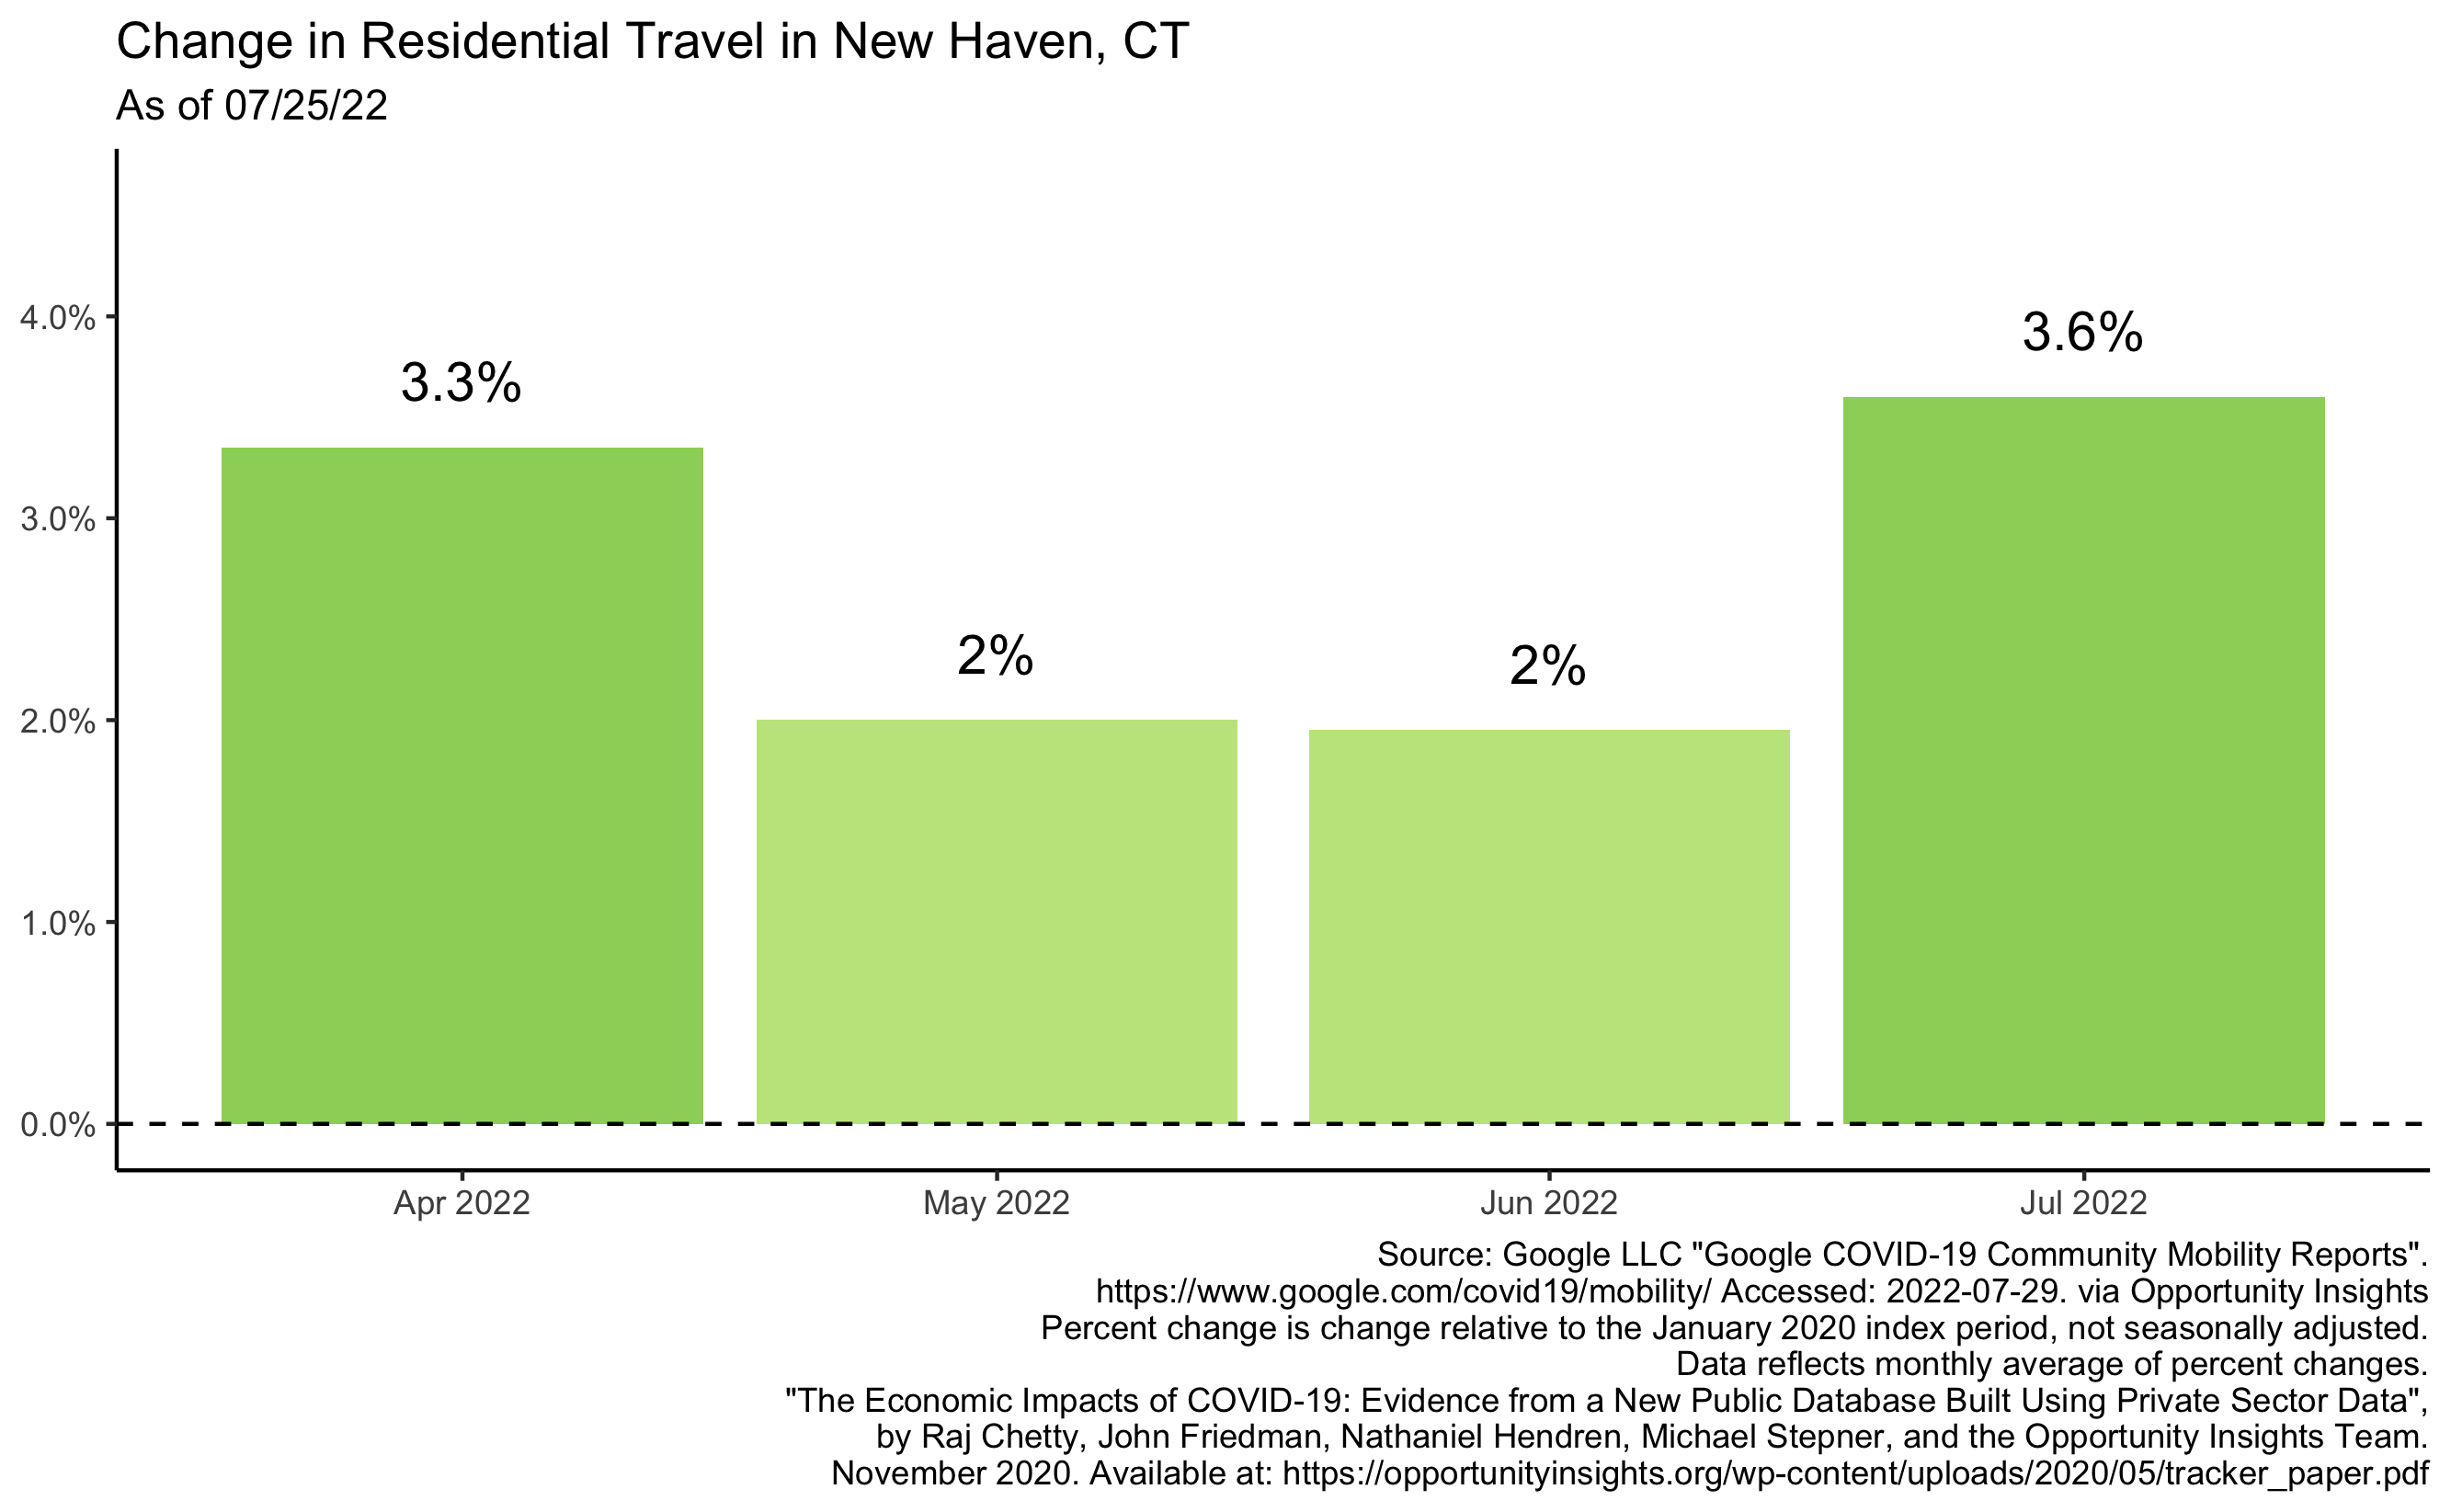 Change in Residential Travel in New Haven, CT
As of 07/25/22
4.0%
3.0%
2.0%
1.0%
0.0%
3.3%
2%
2%
3.6%
Apr 2022
May 2022
Jun 2022
Jul 2022
Source: Google LLC "Google COVID-19 Community Mobility Reports".
https://www.google.com/covid19/mobility/ Accessed: 2022-07-29. via Opportunity Insights
Percent change is change relative to the January 2020 index period, not seasonally adjusted.
Data reflects monthly average of percent changes.
"The Economic Impacts of COVID-19: Evidence from a New Public Database Built Using Private Sector Data",
by Raj Chetty, John Friedman, Nathaniel Hendren, Michael Stepner, and the Opportunity Insights Team.
November 2020. Available at: https://opportunityinsights.org/wp-content/uploads/2020/05/tracker_paper.pdf